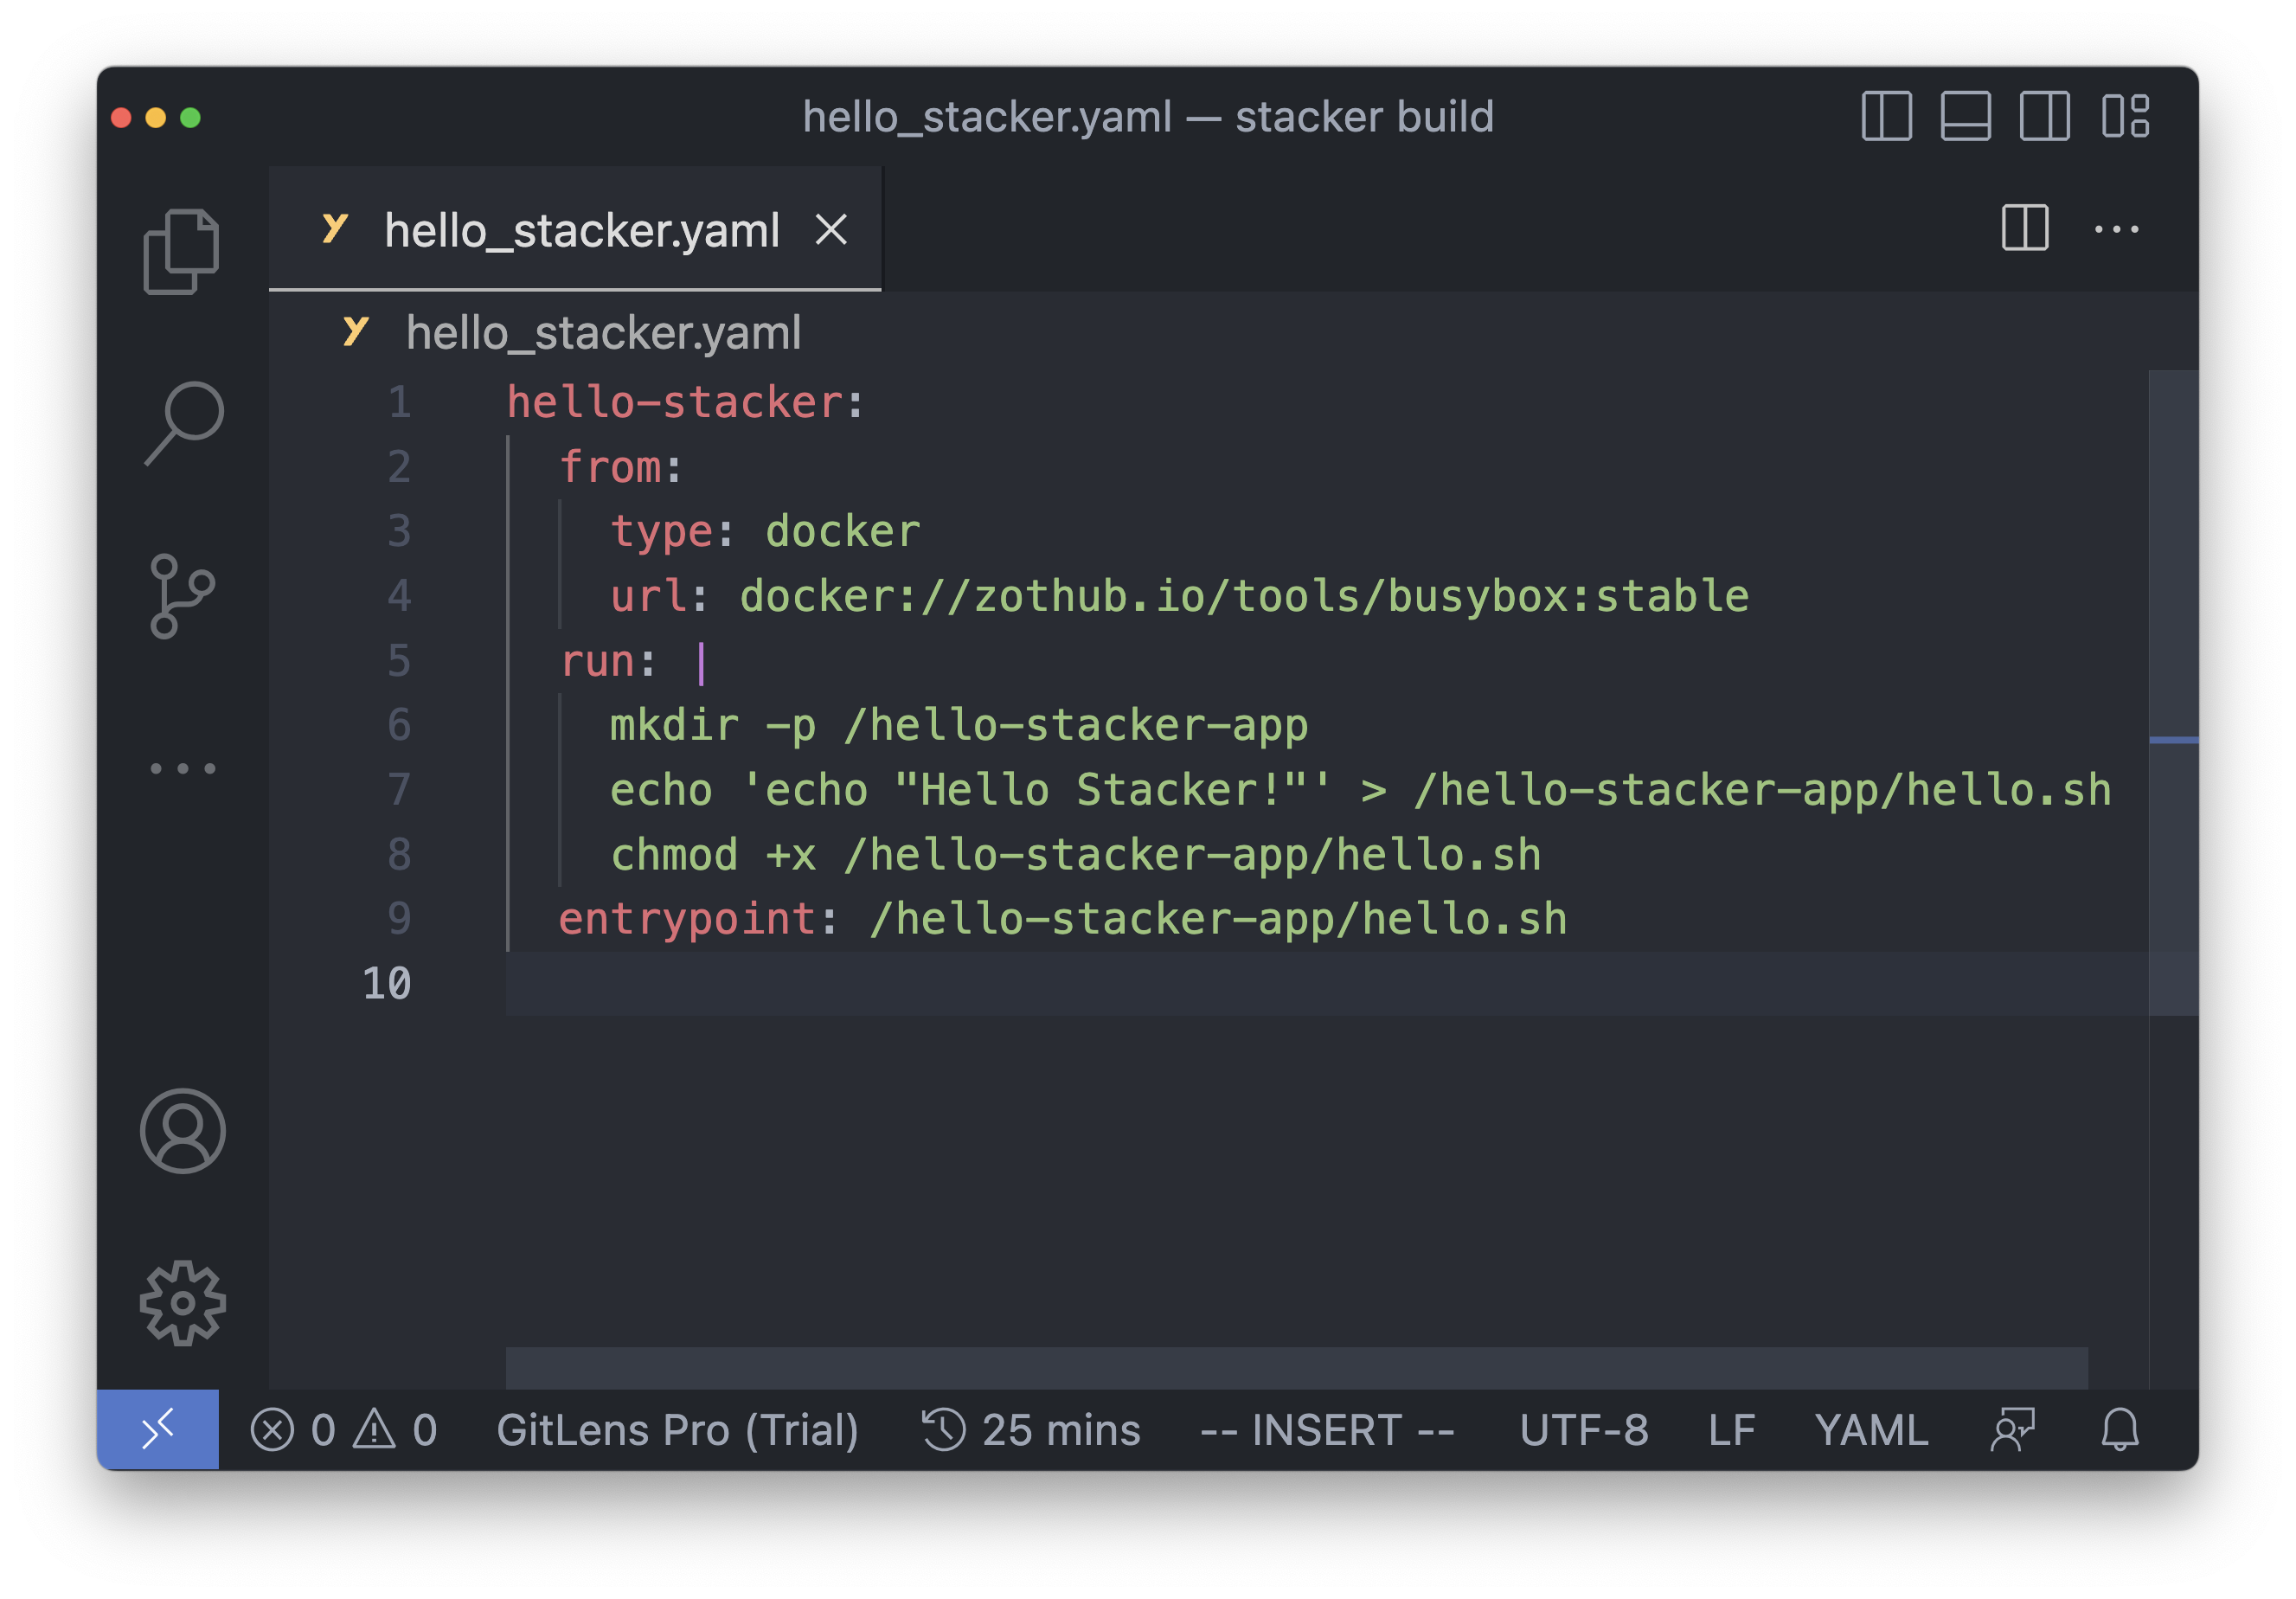 hello_stacker.yaml — stacker build
hello_stacker.yaml
hello_stacker.yaml
1 hello-stacker:
2   from:
3     type: docker
4     url: docker://zothub.io/tools/busybox:stable
5   run: |
6     mkdir -p /hello-stacker-app
7     echo 'echo "Hello Stacker!"' > /hello-stacker-app/hello.sh
8     chmod +x /hello-stacker-app/hello.sh
9   entrypoint: /hello-stacker-app/hello.sh
10
0 0 GitLens Pro (Trial) 25 mins -- INSERT -- UTF-8 LF YAML